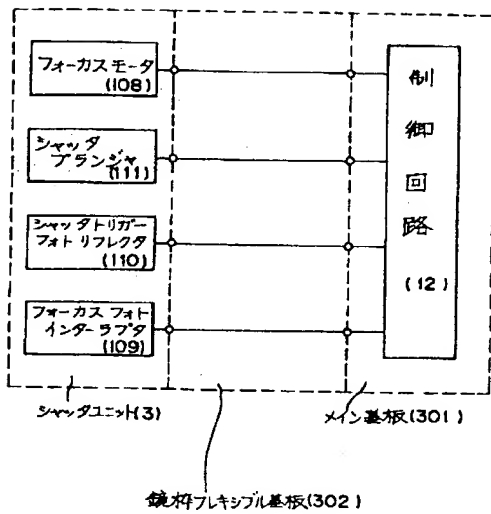 フォーカスモータ
(108)
シャッタ
プランジャ
(111)
シャッタトリガー
フォトリフレクタ
(110)
フォーカスフォト
インターラプタ
(109)
制
御
回
路
(12)
シャッタユニット(3)
メイン基板(301)
鏡枠フレキシブル基板(302)